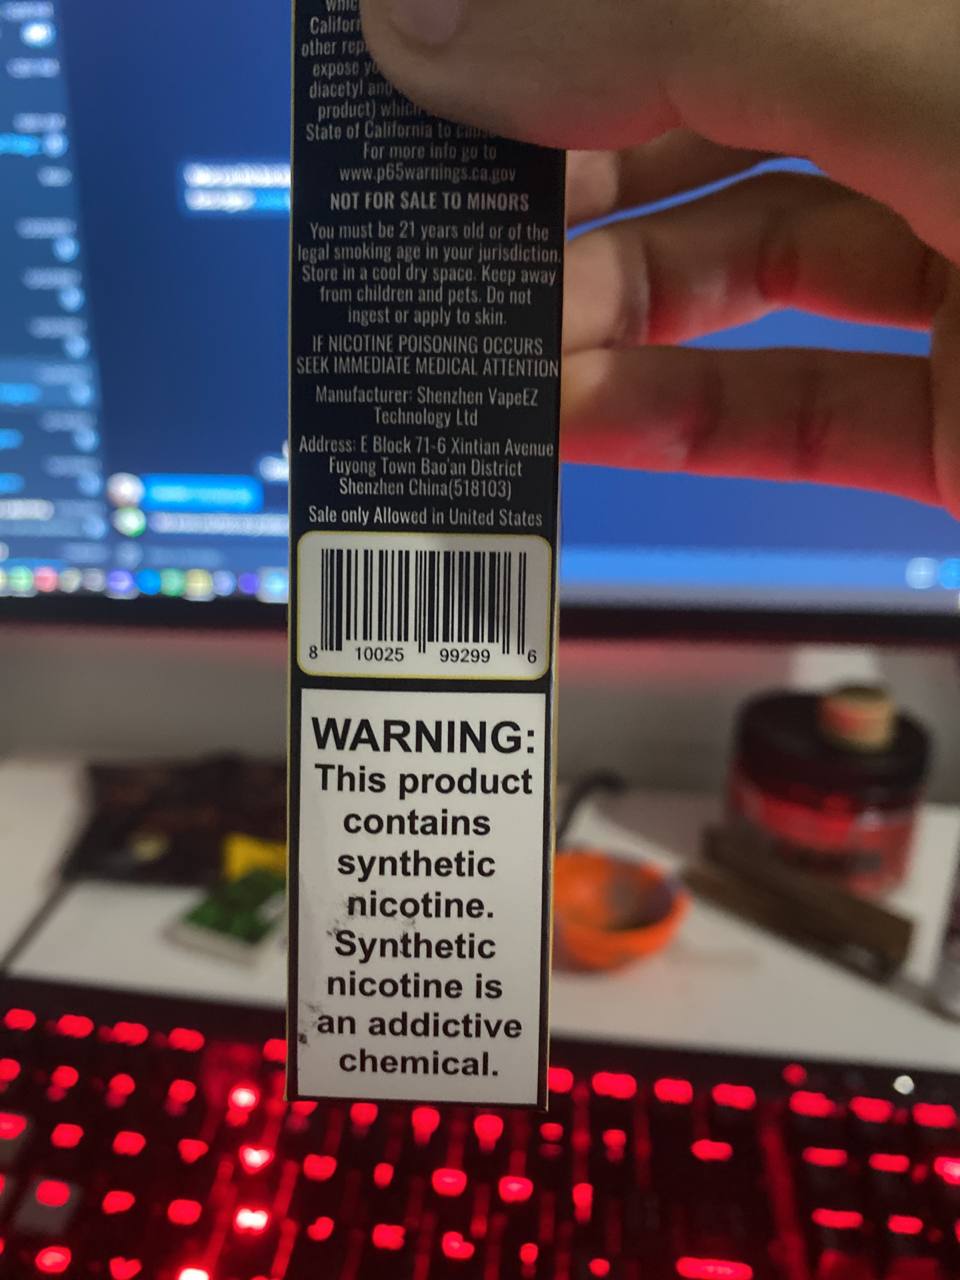 Califor
other rep
expose yo
diacetyl and
product) which
State of California to cause
For more info go to
www.p65warnings.ca.gov
NOT FOR SALE TO MINORS
You must be 21 years old or of the
legal smoking age in your jurisdiction.
Store in a cool dry space. Keep away
from children and pets. Do not
ingest or apply to skin.
IF NICOTINE POISONING OCCURS
SEEK IMMEDIATE MEDICAL ATTENTION
Manufacturer: Shenzhen VapeEZ
Technology Ltd
Address: E Block 71-6 Xintian Avenue
Fuyong Town Bao'an District
Shenzhen China(518103)
Sale only Allowed in United States
8 10025 99299 6
WARNING:
This product
contains
synthetic
nicotine.
Synthetic
nicotine is
an addictive
chemical.